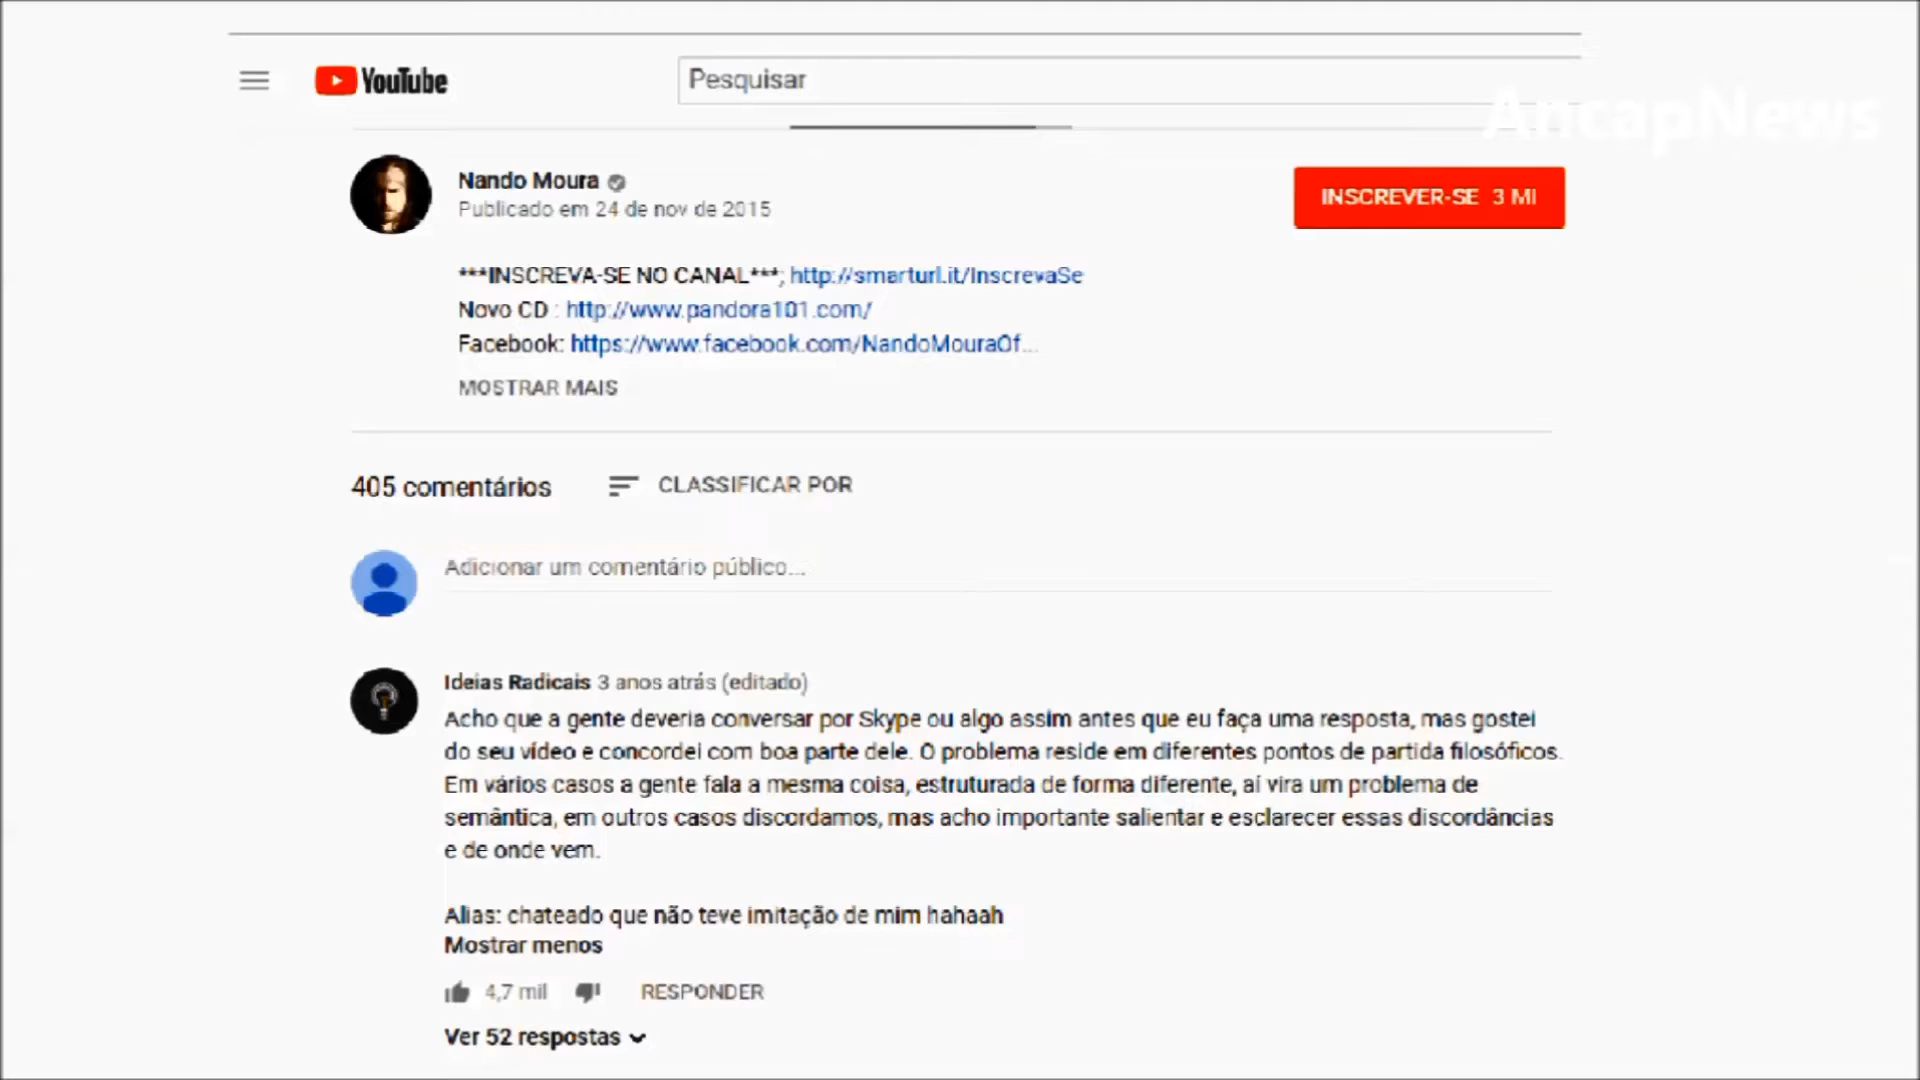 YouTube
Pesquisar
AncapNews
Nando Moura
Publicado em 24 de nov de 2015
INSCREVER-SE 3 MI
***INSCREVA-SE NO CANAL***; http://smarturl.it/InscrevaSe
Novo CD : http://www.pandora101.com/
Facebook: https://www.facebook.com/NandoMouraOf...
MOSTRAR MAIS
405 comentários
CLASSIFICAR POR
Adicionar um comentário público...
Ideias Radicais 3 anos atrás (editado)
Acho que a gente deveria conversar por Skype ou algo assim antes que eu faça uma resposta, mas gostei
do seu vídeo e concordei com boa parte dele. O problema reside em diferentes pontos de partida filosóficos.
Em vários casos a gente fala a mesma coisa, estruturada de forma diferente, aí vira um problema de
semântica, em outros casos discordamos, mas acho importante salientar e esclarecer essas discordâncias
e de onde vem.
Alias: chateado que não teve imitação de mim hahaah
Mostrar menos
4,7 mil
RESPONDER
Ver 52 respostas